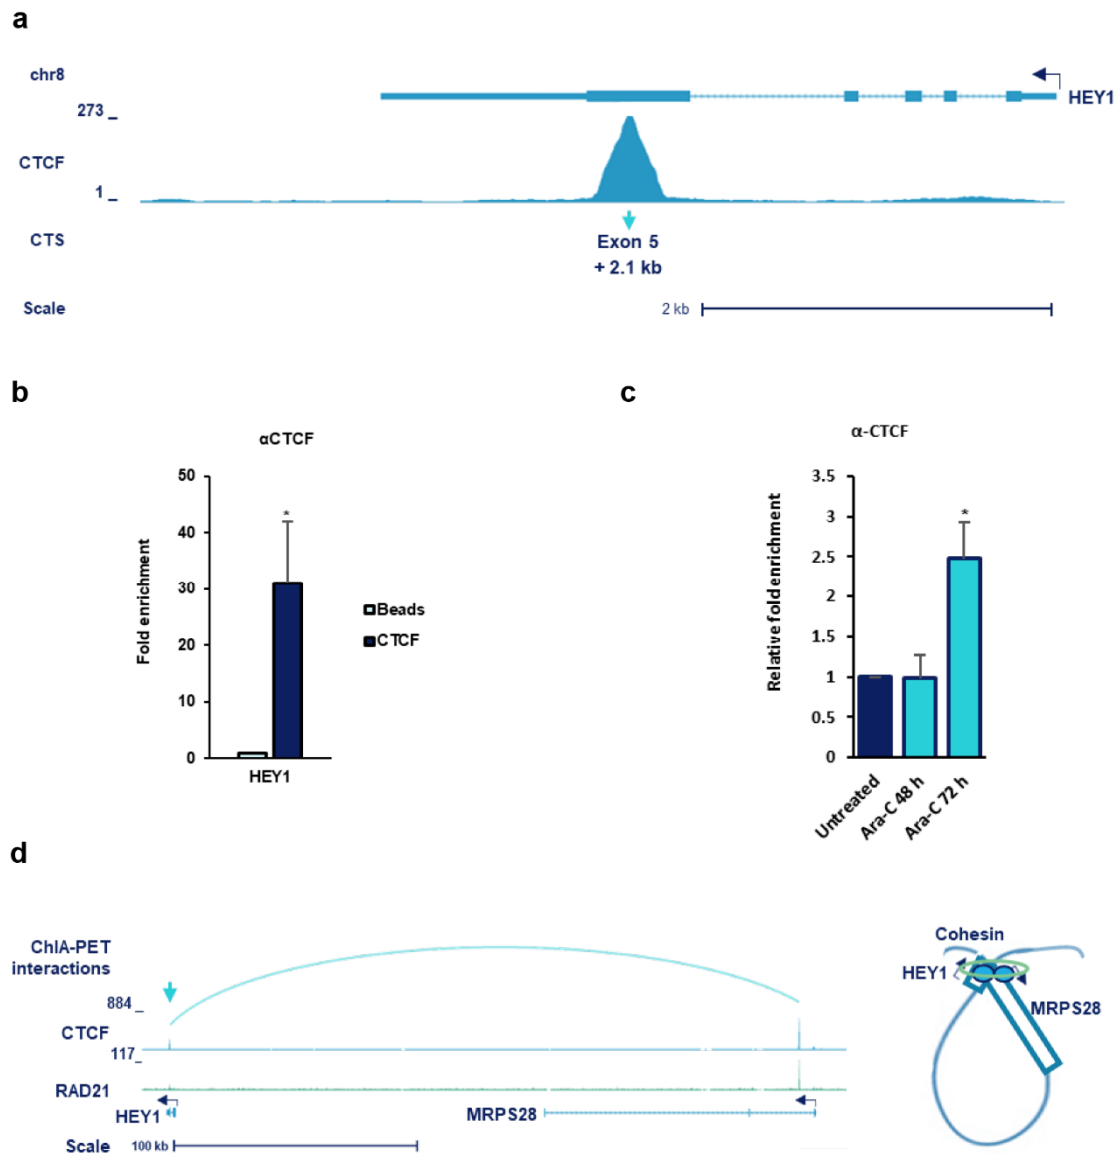 a
chr8
HEY1
273 _
CTCF
1 _
CTS
Exon 5
+ 2.1 kb
Scale
2 kb
b
αCTCF
50
40
30
20
10
0
Fold enrichment
HEY1
Beads
CTCF
c
α-CTCF
3.5
3
2.5
2
1.5
1
0.5
0
Relative fold enrichment
*
*
Untreated
Ara-C 48 h
Ara-C 72 h
d
ChIA-PET
interactions
884 _
CTCF
117_
RAD21
HEY1
MRPS28
Scale
100 kb
Cohesin
HEY1
MRPS28